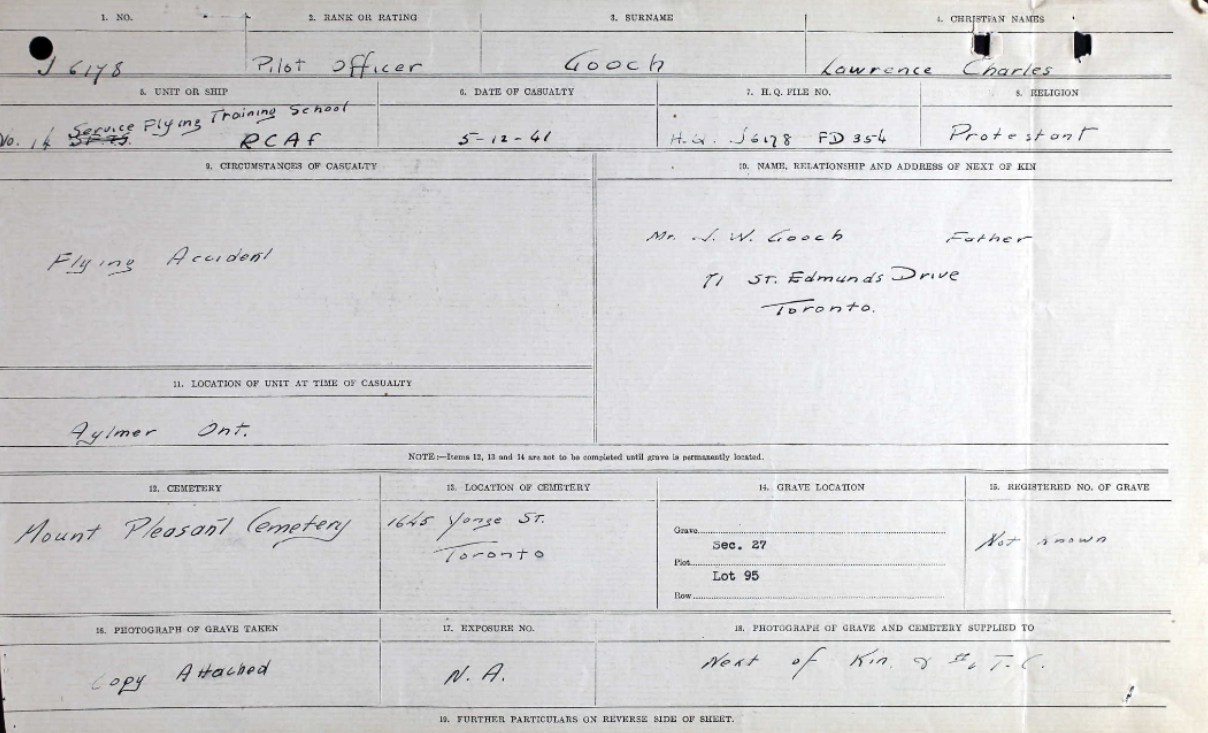 1. NO.
2. RANK OR RATING
3. SURNAME
4. CHRISTIAN NAMES
J 6178
Pilot Officer
Gooch
Lawrence Charles
5. UNIT OR SHIP
6. DATE OF CASUALTY
7. H.Q. FILE NO.
8. RELIGION
No. 14 Service Flying Training School
RCAF
5-12-41
H.Q. J6178 FD 354
Protestant
9. CIRCUMSTANCES OF CASUALTY
10. NAME, RELATIONSHIP AND ADDRESS OF NEXT OF KIN
Flying Accident
Mr. J. W. Gooch Father
71 St. Edmunds Drive
Toronto.
11. LOCATION OF UNIT AT TIME OF CASUALTY
Aylmer Ont.
NOTE:—Items 12, 13 and 14 are not to be completed until grave is permanently located.
12. CEMETERY
13. LOCATION OF CEMETERY
14. GRAVE LOCATION
15. REGISTERED NO. OF GRAVE
Mount Pleasant Cemetery
1645 Yonge St.
Toronto
Grave
Sec. 27
Plot
Lot 95
Row
Not known
16. PHOTOGRAPH OF GRAVE TAKEN
17. EXPOSURE NO.
18. PHOTOGRAPH OF GRAVE AND CEMETERY SUPPLIED TO
Copy Attached
N. A.
Next of Kin
19. FURTHER PARTICULARS ON REVERSE SIDE OF SHEET.